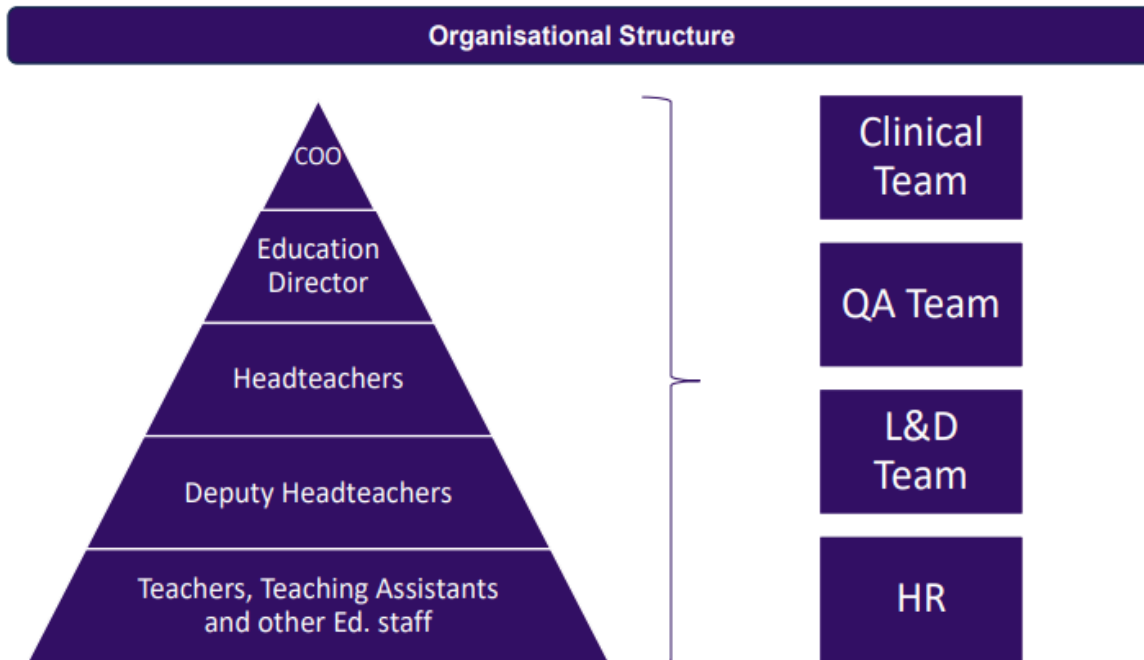 Organisational Structure
COO
Education
Director
Headteachers
Deputy Headteachers
Teachers, Teaching Assistants
and other Ed. staff
Clinical
Team
QA Team
L&D
Team
HR